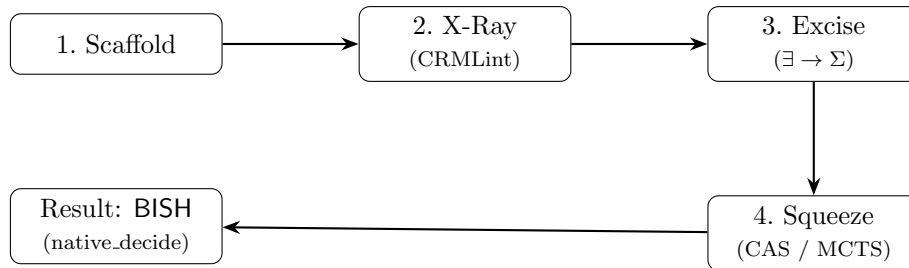 1. Scaffold
2. X-Ray
(CRMLint)
3. Excise
(∃ → Σ)
4. Squeeze
(CAS / MCTS)
Result: BISH
(native_decide)